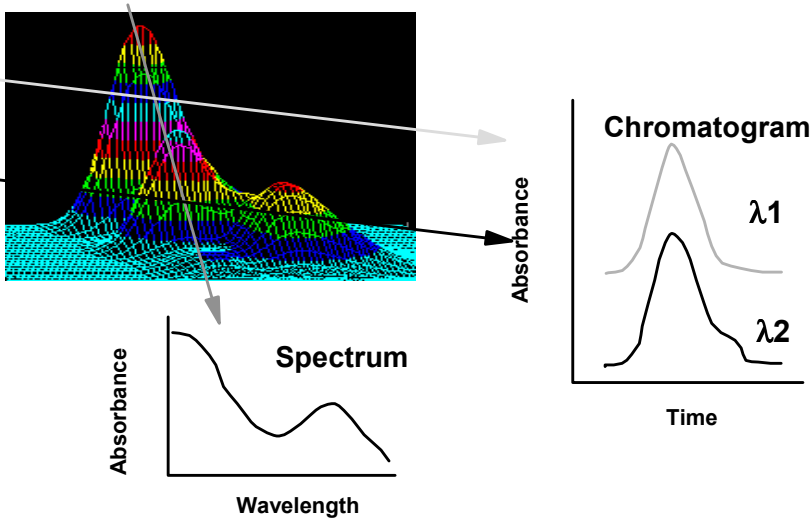 Chromatogram
Absorbance
λ1
λ2
Time
Spectrum
Absorbance
Wavelength